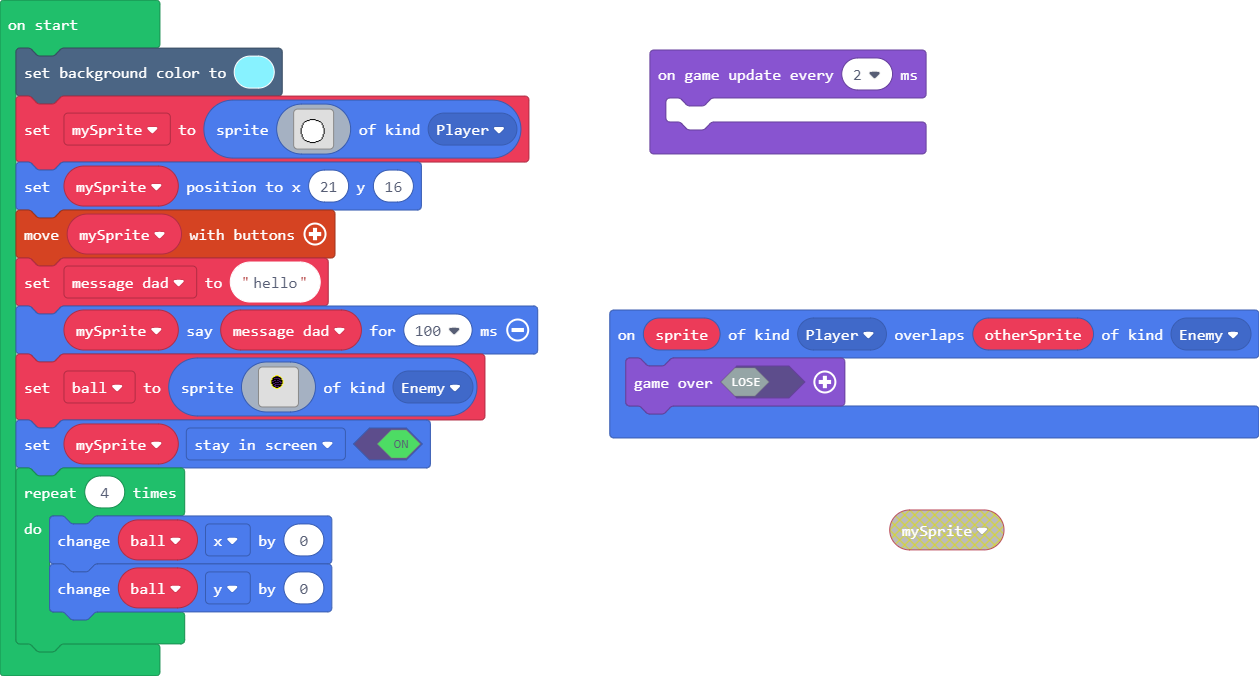 on start
set background color to
set mySprite to sprite of kind Player
set mySprite position to x 21 y 16
move mySprite with buttons
set message dad to "hello"
mySprite say message dad for 100 ms
set ball to sprite of kind Enemy
set mySprite stay in screen ON
repeat 4 times
do
change ball x by 0
change ball y by 0
on game update every 2 ms
on sprite of kind Player overlaps otherSprite of kind Enemy
game over LOSE
mySprite